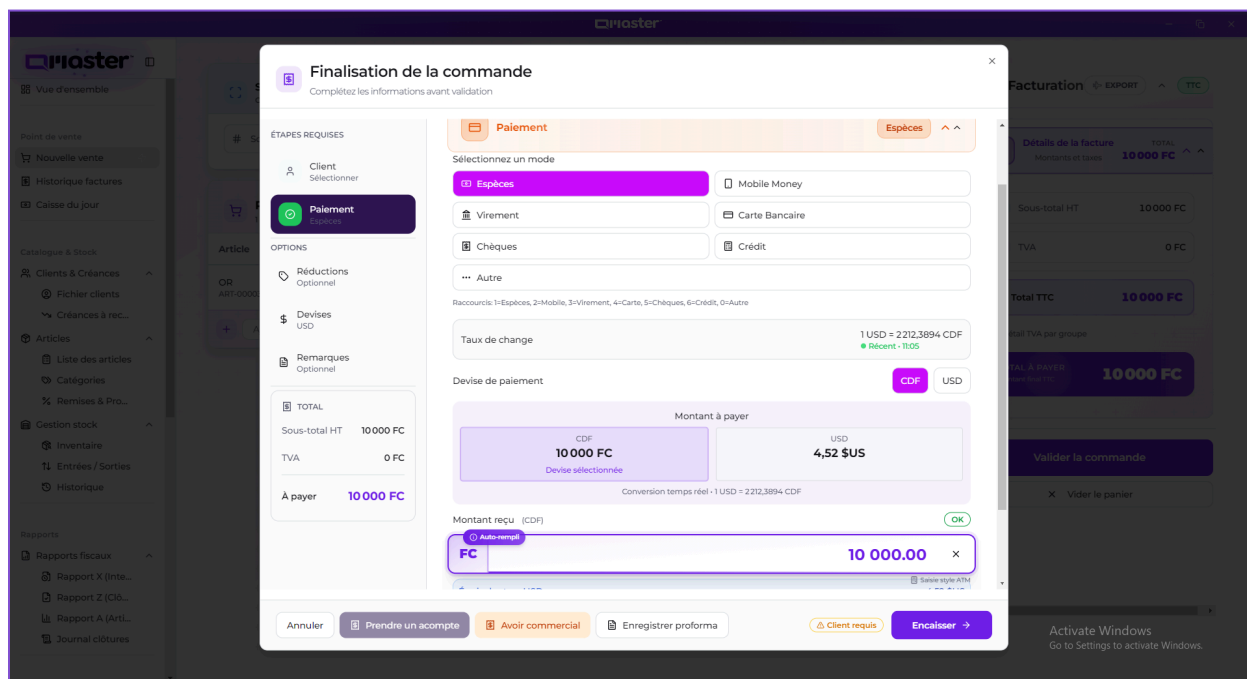 Qmaster
Qmaster
Vue d'ensemble
Point de vente
Nouvelle vente
Historique factures
Caisse du jour
Catalogue & Stock
Clients & Créances
Fichier clients
Créances à rec...
Articles
Liste des articles
Catégories
Remises & Pro...
Gestion stock
Inventaire
Entrées / Sorties
Historique
Rapports
Rapports fiscaux
Rapport X (Inte...
Rapport Z (Clô...
Rapport A (Arti...
Journal clôtures
Article
OR
Finalisation de la commande
Complétez les informations avant validation
ÉTAPES REQUISES
Client
Sélectionner
Paiement
Espèces
OPTIONS
Réductions
Optionnel
Devises
USD
Remarques
Optionnel
TOTAL
Sous-total HT 10 000 FC
TVA 0 FC
À payer 10 000 FC
Paiement Espèces
Sélectionnez un mode
Espèces Mobile Money
Virement Carte Bancaire
Chèques Crédit
Autre
Raccourcis: 1=Espèces, 2=Mobile, 3=Virement, 4=Carte, 5=Chèques, 6=Crédit, 0=Autre
Taux de change 1 USD = 2 212,3894 CDF
Récent · 11:05
Devise de paiement CDF USD
Montant à payer
CDF USD
10 000 FC 4,52 $US
Devise sélectionnée
Conversion temps réel • 1 USD = 2 212,3894 CDF
Montant reçu (CDF) OK
Auto-rempli
FC 10 000.00 ×
Saisie style ATM
Annuler Prendre un acompte Avoir commercial Enregistrer proforma Client requis Encaisser →
Facturation EXPORT TTC
Détails de la facture TOTAL
Montants et taxes 10 000 FC
Sous-total HT 10 000 FC
TVA 0 FC
Total TTC 10 000 FC
TVA par groupe
À PAYER 10 000 FC
Valider la commande
Vider le panier
Activate Windows
Go to Settings to activate Windows.